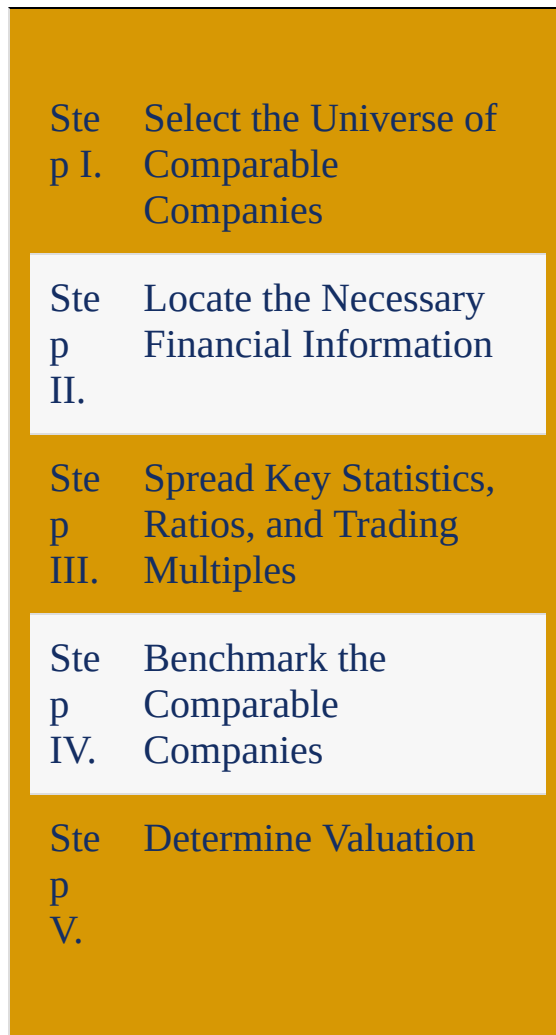 Ste Select the Universe of
p I. Comparable
Companies
Ste Locate the Necessary
p Financial Information
II.
Ste Spread Key Statistics,
p Ratios, and Trading
III. Multiples
Ste Benchmark the
p Comparable
IV. Companies
Ste Determine Valuation
p
V.